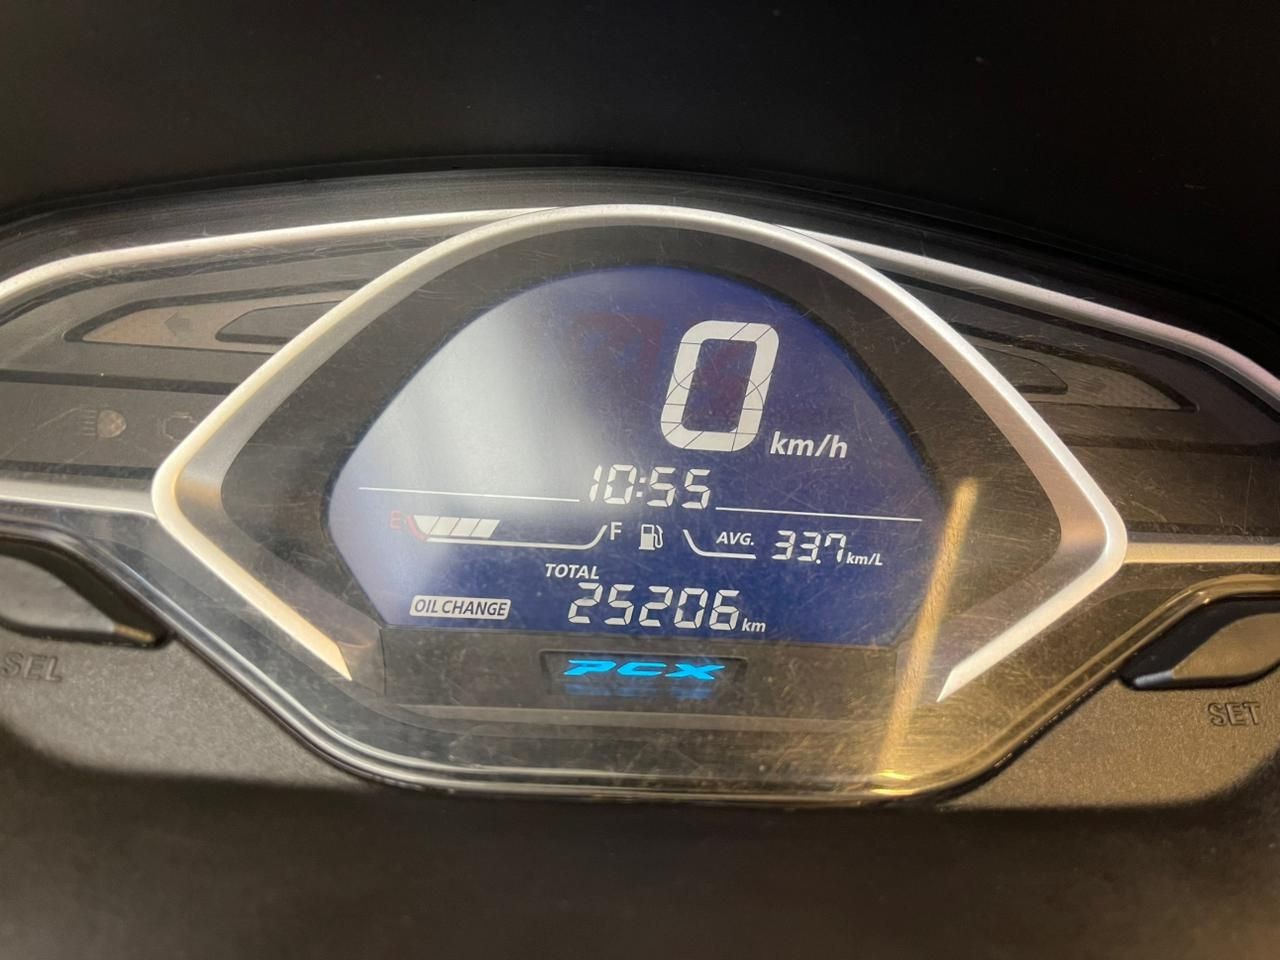 0 km/h
10:55
E F AVG. 33.7 km/L
TOTAL
OIL CHANGE 25206 km
PCX
SEL
SET